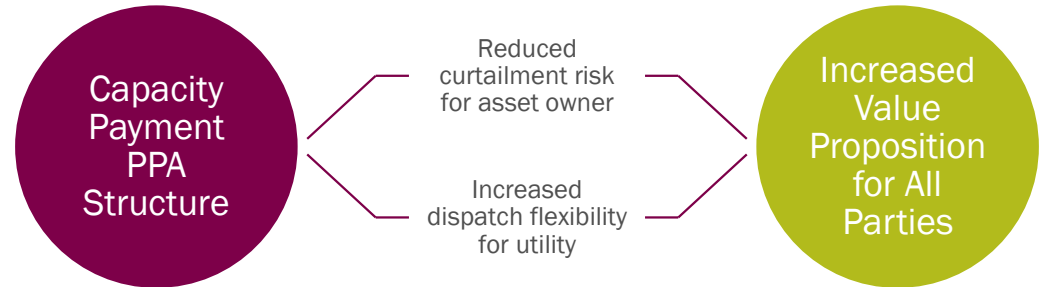 Capacity
Payment
PPA
Structure
Reduced
curtailment risk
for asset owner
Increased
dispatch flexibility
for utility
Increased
Value
Proposition
for All
Parties